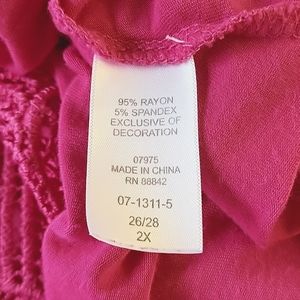 95% RAYON
5% SPANDEX
EXCLUSIVE OF
DECORATION
07975
MADE IN CHINA
RN 88842
07-1311-5
26/28
2X